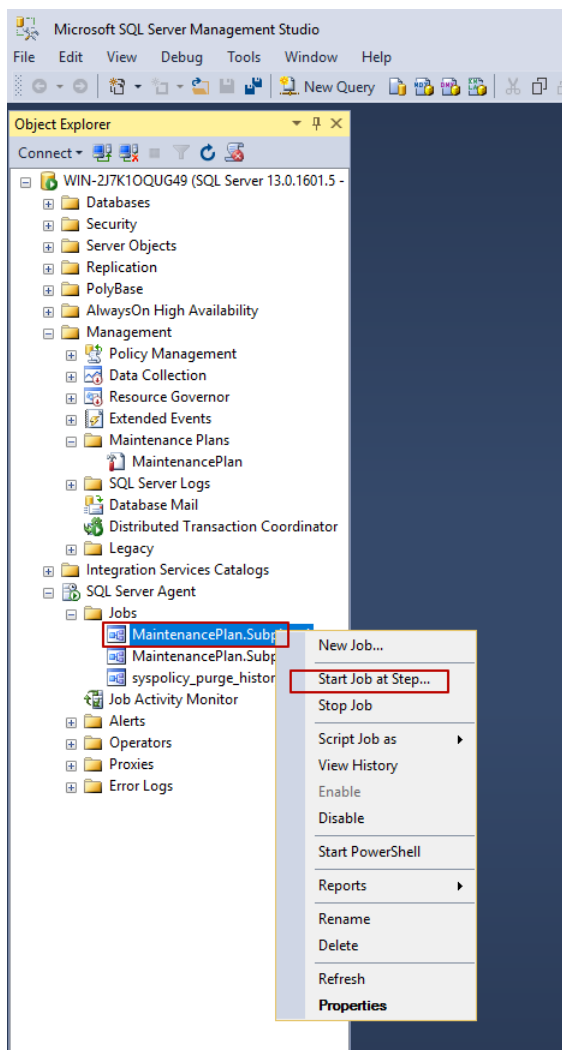 Microsoft SQL Server Management Studio
File Edit View Debug Tools Window Help
New Query
Object Explorer
Connect
WIN-2J7K1OQUG49 (SQL Server 13.0.1601.5 -
Databases
Security
Server Objects
Replication
PolyBase
AlwaysOn High Availability
Management
Policy Management
Data Collection
Resource Governor
Extended Events
Maintenance Plans
MaintenancePlan
SQL Server Logs
Database Mail
Distributed Transaction Coordinator
Legacy
Integration Services Catalogs
SQL Server Agent
Jobs
MaintenancePlan.Subp
MaintenancePlan.Subp
syspolicy_purge_histor
Job Activity Monitor
Alerts
Operators
Proxies
Error Logs
New Job...
Start Job at Step...
Stop Job
Script Job as
View History
Enable
Disable
Start PowerShell
Reports
Rename
Delete
Refresh
Properties